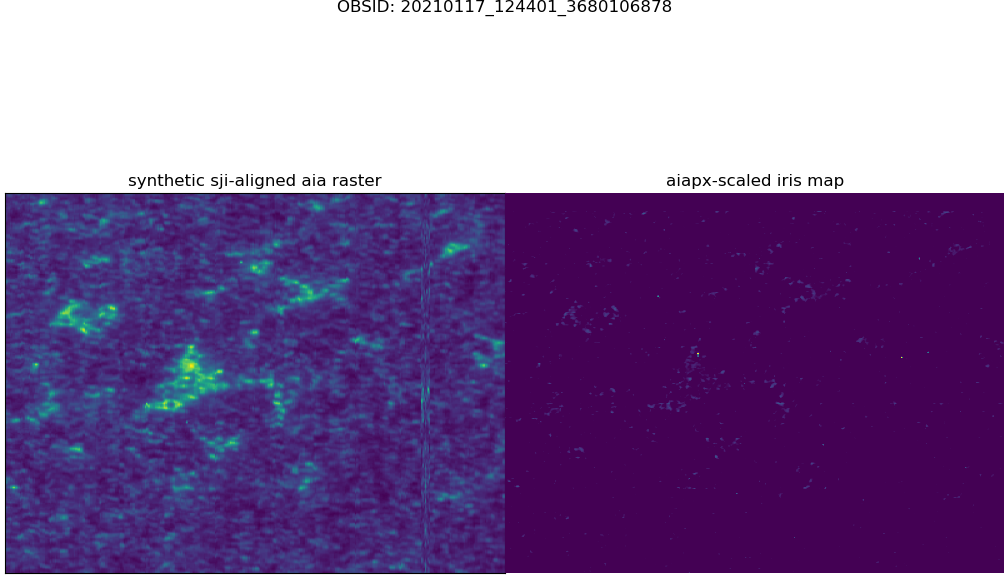 OBSID: 20210117_124401_3680106878
synthetic sji-aligned aia raster
aiapx-scaled iris map